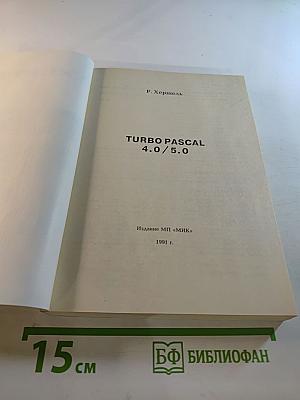 Р. Хершель
TURBO PASCAL
4.0/5.0
Издание МП «МИК»
1991 г.
15 см
БФ БИБЛИОФАН